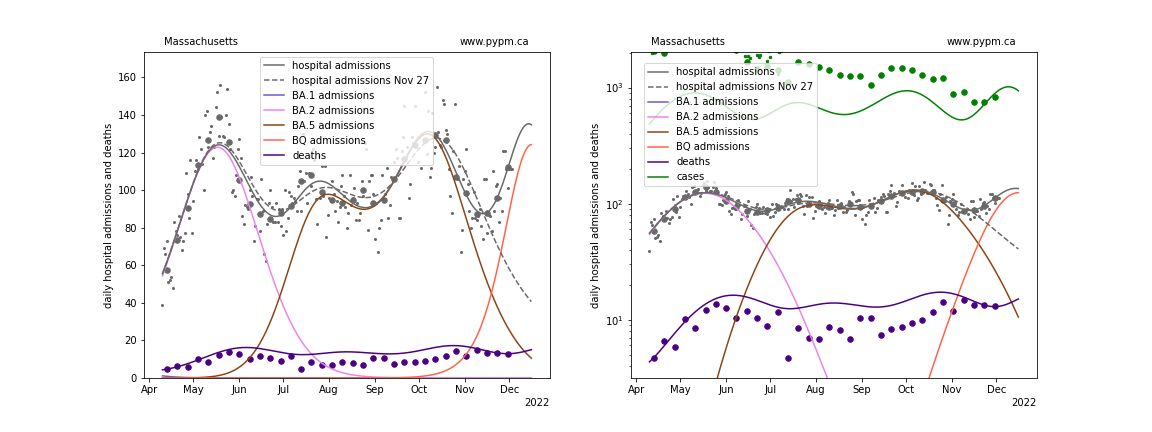 Massachusetts www.pypm.ca
daily hospital admissions and deaths
160
140
120
100
80
60
40
20
0
hospital admissions
hospital admissions Nov 27
BA.1 admissions
BA.2 admissions
BA.5 admissions
BQ admissions
deaths
Apr May Jun Jul Aug Sep Oct Nov Dec
2022
Massachusetts www.pypm.ca
daily hospital admissions and deaths
10³
10²
10¹
hospital admissions
hospital admissions Nov 27
BA.1 admissions
BA.2 admissions
BA.5 admissions
BQ admissions
deaths
cases
Apr May Jun Jul Aug Sep Oct Nov Dec
2022